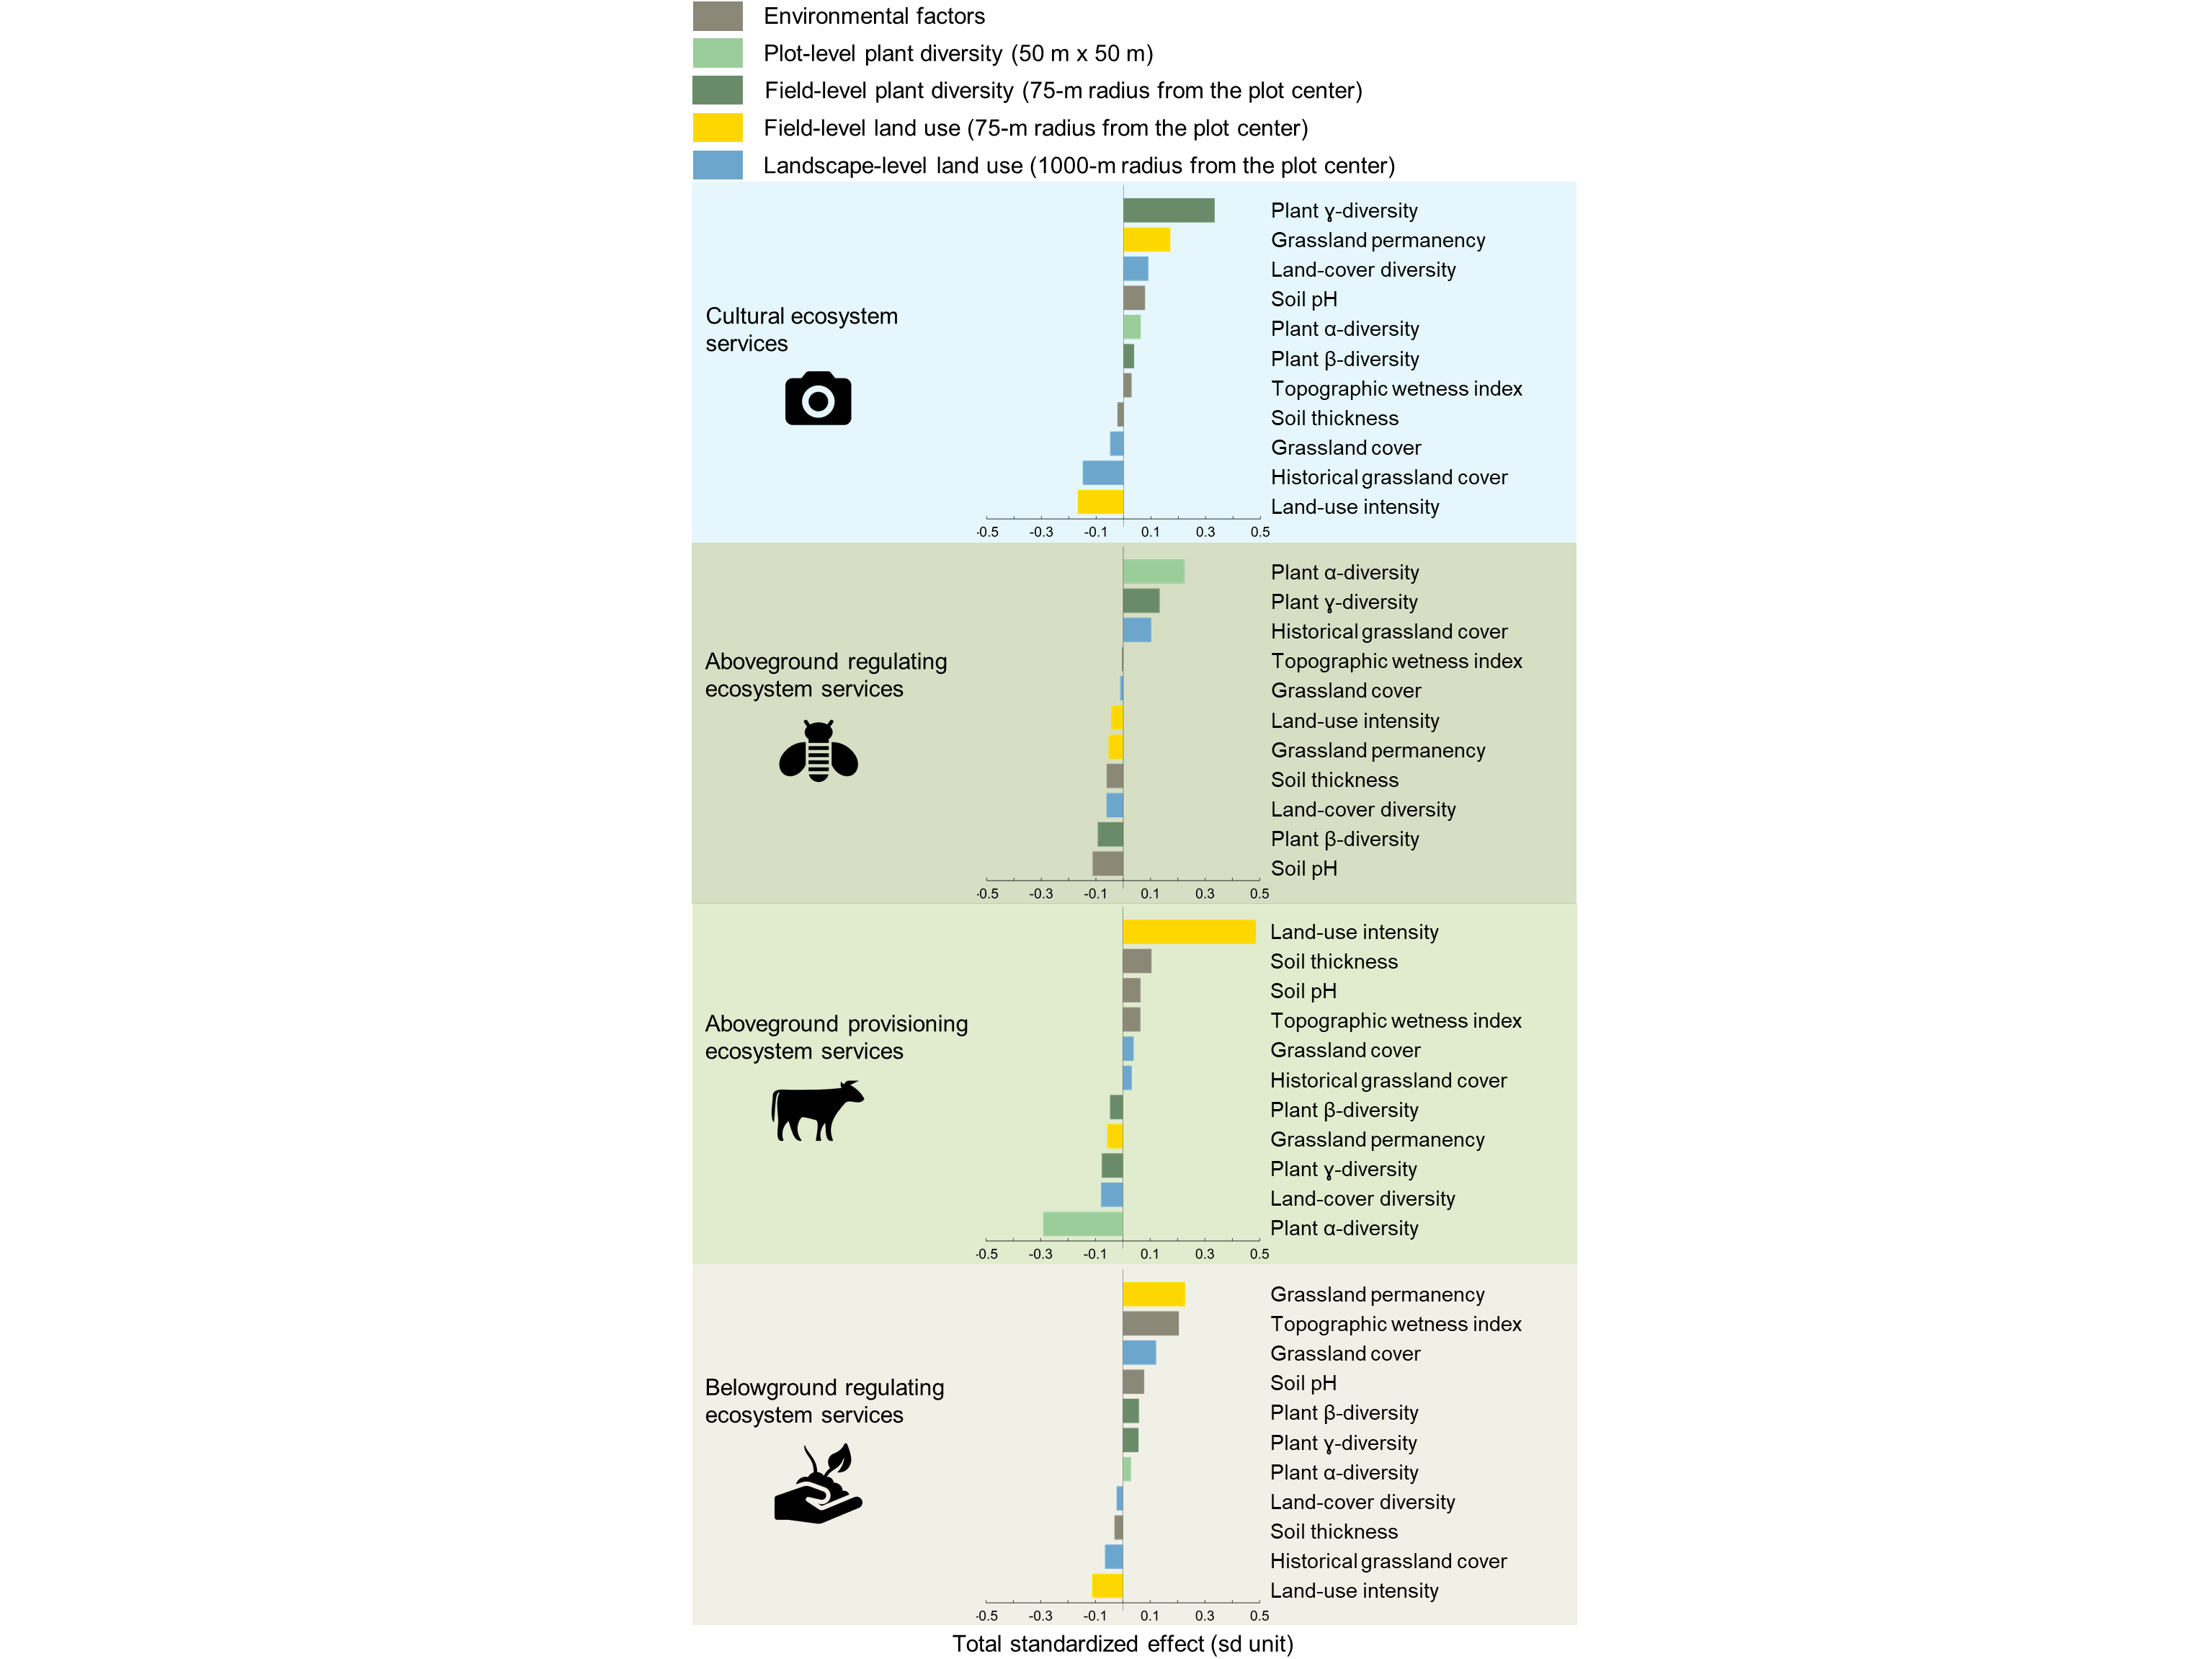 Environmental factors
Plot-level plant diversity (50 m x 50 m)
Field-level plant diversity (75-m radius from the plot center)
Field-level land use (75-m radius from the plot center)
Landscape-level land use (1000-m radius from the plot center)
Cultural ecosystem
services
Plant ɣ-diversity
Grassland permanency
Land-cover diversity
Soil pH
Plant α-diversity
Plant β-diversity
Topographic wetness index
Soil thickness
Grassland cover
Historical grassland cover
Land-use intensity
-0.5 -0.3 -0.1 0.1 0.3 0.5
Aboveground regulating
ecosystem services
Plant α-diversity
Plant ɣ-diversity
Historical grassland cover
Topographic wetness index
Grassland cover
Land-use intensity
Grassland permanency
Soil thickness
Land-cover diversity
Plant β-diversity
Soil pH
-0.5 -0.3 -0.1 0.1 0.3 0.5
Aboveground provisioning
ecosystem services
Land-use intensity
Soil thickness
Soil pH
Topographic wetness index
Grassland cover
Historical grassland cover
Plant β-diversity
Grassland permanency
Plant ɣ-diversity
Land-cover diversity
Plant α-diversity
-0.5 -0.3 -0.1 0.1 0.3 0.5
Belowground regulating
ecosystem services
Grassland permanency
Topographic wetness index
Grassland cover
Soil pH
Plant β-diversity
Plant ɣ-diversity
Plant α-diversity
Land-cover diversity
Soil thickness
Historical grassland cover
Land-use intensity
-0.5 -0.3 -0.1 0.1 0.3 0.5
Total standardized effect (sd unit)